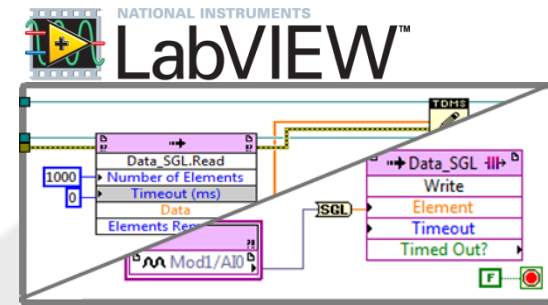 NATIONAL INSTRUMENTS
LabVIEW™
TDMS
Data_SGL.Read
1000
Number of Elements
0
Timeout (ms)
Data
Elements
Data_SGL
Write
SGL
Element
Timeout
Timed Out?
Mod1/AI0
F